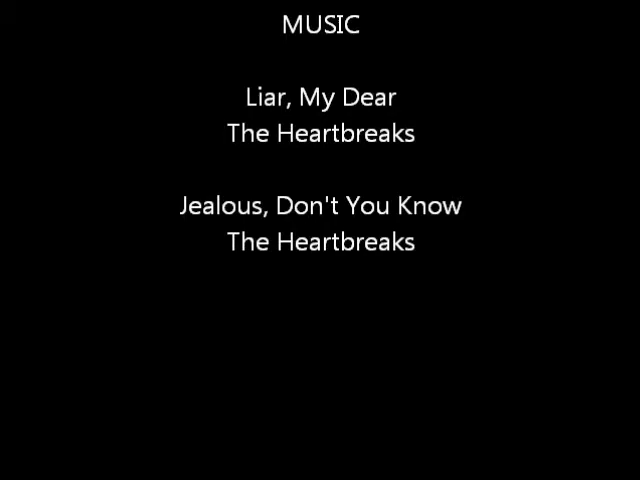 MUSIC
Liar, My Dear
The Heartbreaks
Jealous, Don't You Know
The Heartbreaks